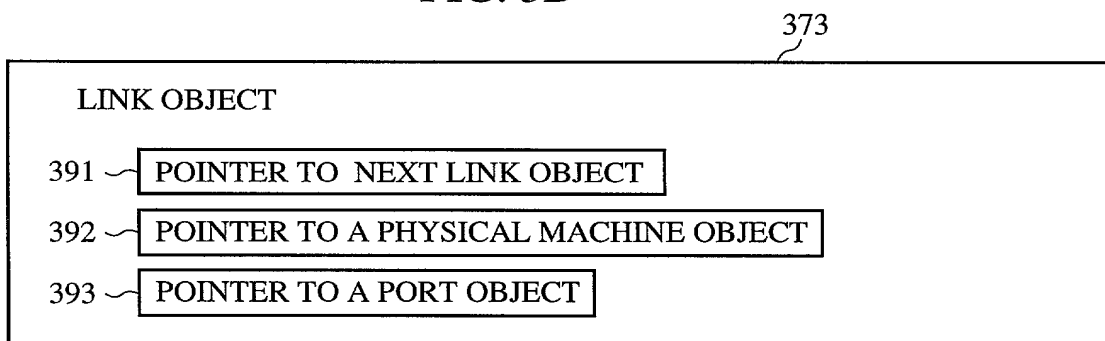 373
LINK OBJECT
391 POINTER TO NEXT LINK OBJECT
392 POINTER TO A PHYSICAL MACHINE OBJECT
393 POINTER TO A PORT OBJECT